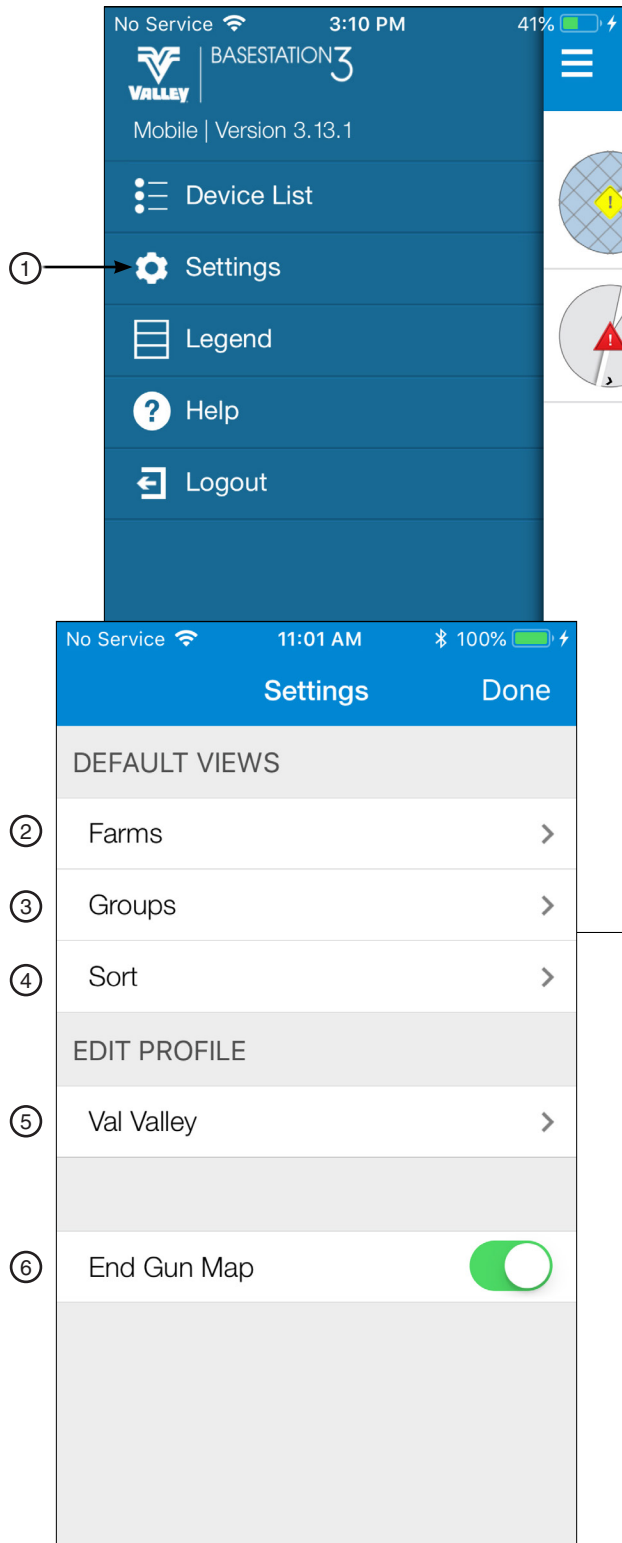 No Service 3:10 PM 41%
VALLEY BASESTATION3
Mobile | Version 3.13.1
Device List
1 Settings
Legend
? Help
Logout
No Service 11:01 AM 100%
Settings Done
DEFAULT VIEWS
2 Farms
3 Groups
4 Sort
EDIT PROFILE
5 Val Valley
6 End Gun Map